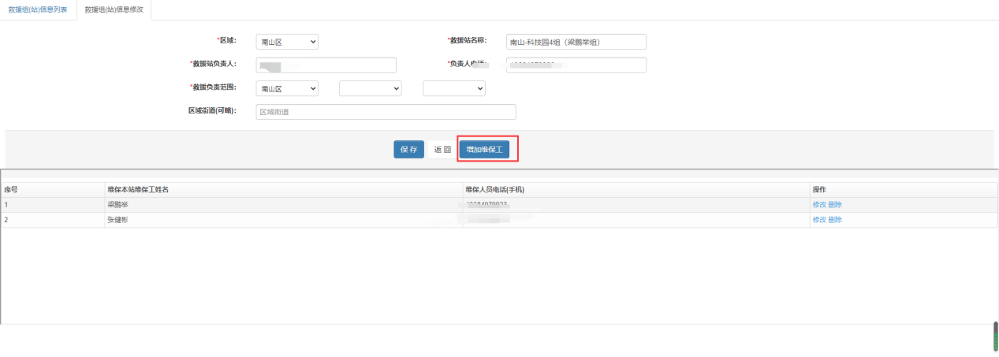 救援组(站)信息列表 救援组(站)信息修改
*区域： 南山区 *救援站名称： 南山-科技园4组（梁鹏举组）
*救援站负责人： *负责人电话：
*救援负责范围： 南山区
区域街道(可略)： 区域街道
保 存 返 回 增加维保工
序号 维保本站维保工姓名 维保人员电话(手机) 操作
1 梁鹏举 修改 删除
2 张健彬 修改 删除